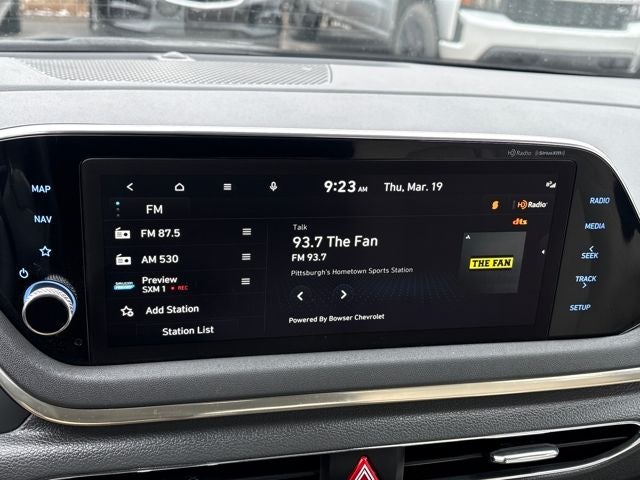 HD Radio SiriusXM
MAP
NAV
9:23 AM Thu, Mar. 19
FM
HD Radio
dts
FM 87.5
AM 530
Preview
SXM 1 REC
Add Station
Station List
Talk
93.7 The Fan
FM 93.7
Pittsburgh's Hometown Sports Station
THE FAN
Powered By Bowser Chevrolet
RADIO
MEDIA
SEEK
TRACK
SETUP